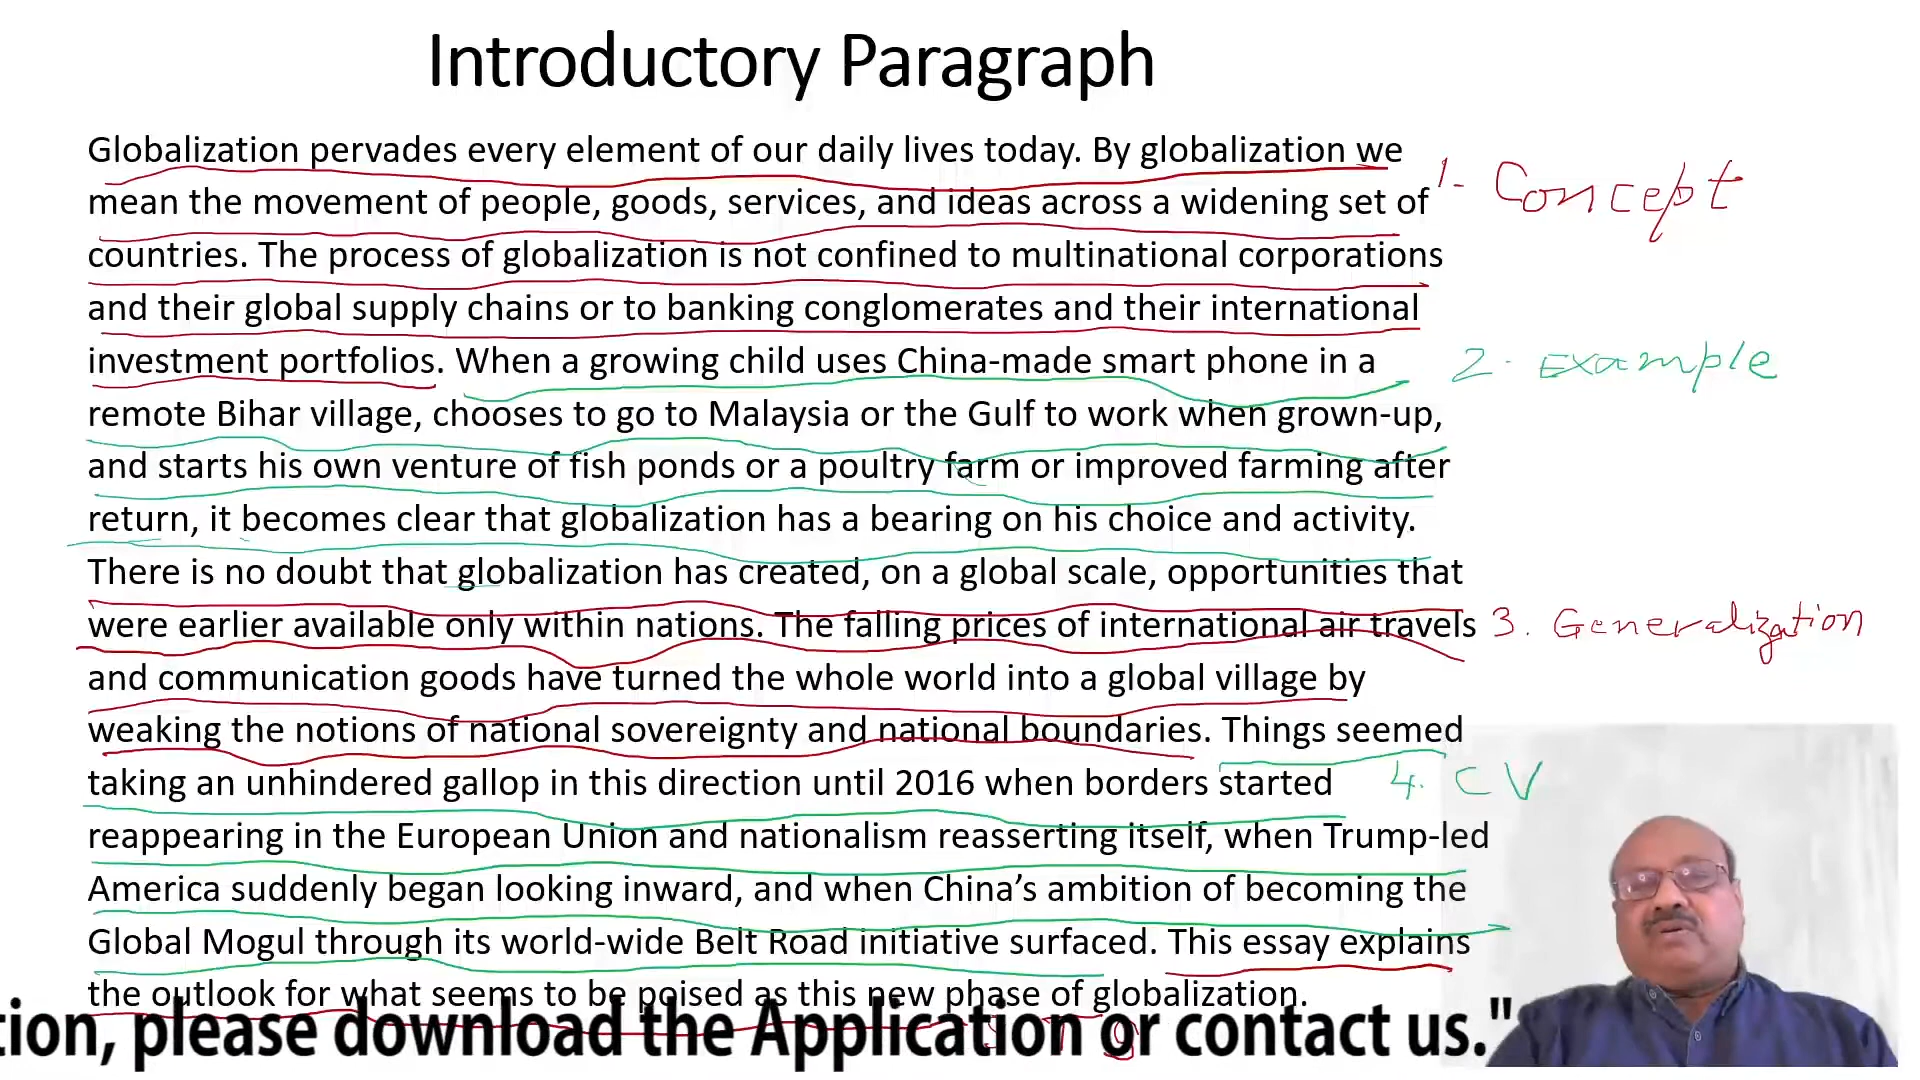 Introductory Paragraph
Globalization pervades every element of our daily lives today. By globalization we
mean the movement of people, goods, services, and ideas across a widening set of
1- Concept
countries. The process of globalization is not confined to multinational corporations
and their global supply chains or to banking conglomerates and their international
investment portfolios. When a growing child uses China-made smart phone in a
2. Example
remote Bihar village, chooses to go to Malaysia or the Gulf to work when grown-up,
and starts his own venture of fish ponds or a poultry farm or improved farming after
return, it becomes clear that globalization has a bearing on his choice and activity.
There is no doubt that globalization has created, on a global scale, opportunities that
were earlier available only within nations. The falling prices of international air travels
3. Generalization
and communication goods have turned the whole world into a global village by
weaking the notions of national sovereignty and national boundaries. Things seemed
taking an unhindered gallop in this direction until 2016 when borders started
4. CV
reappearing in the European Union and nationalism reasserting itself, when Trump-led
America suddenly began looking inward, and when China's ambition of becoming the
Global Mogul through its world-wide Belt Road initiative surfaced. This essay explains
the outlook for what seems to be poised as this new phase of globalization.
tion, please download the Application or contact us."